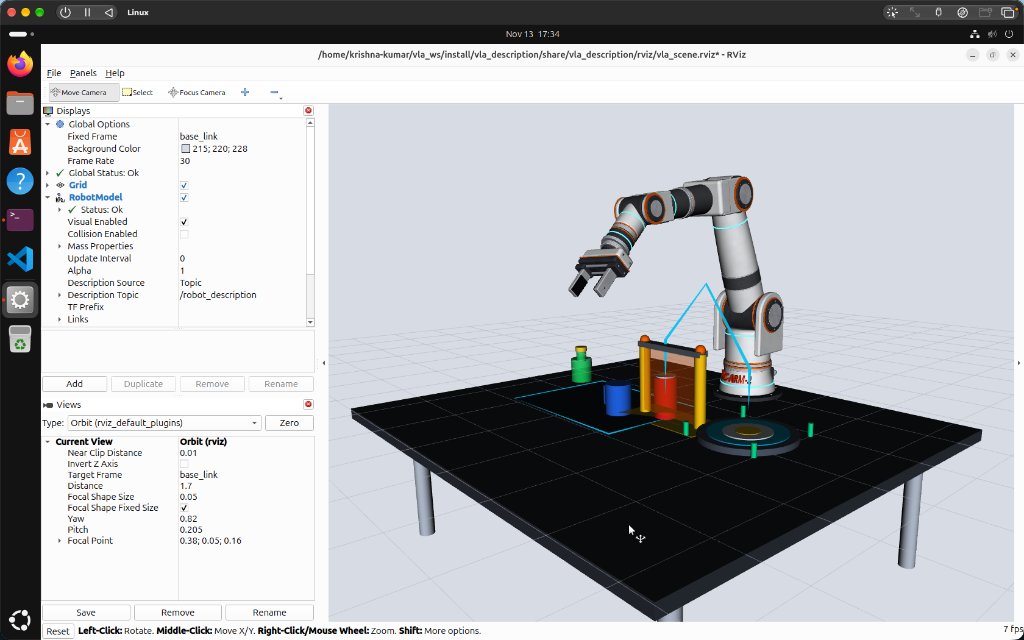 Linux
Nov 13 17:34
/home/krishna-kumar/vla_ws/install/vla_description/share/vla_description/rviz/vla_scene.rviz* - RViz
File Panels Help
Move Camera Select Focus Camera
Displays
Global Options
Fixed Frame base_link
Background Color 215; 220; 228
Frame Rate 30
Global Status: Ok
Grid
RobotModel
Status: Ok
Visual Enabled
Collision Enabled
Mass Properties
Update Interval 0
Alpha 1
Description Source Topic
Description Topic /robot_description
TF Prefix
Links
Add Duplicate Remove Rename
Views
Type: Orbit (rviz_default_plugins) Zero
Current View Orbit (rviz)
Near Clip Distance 0.01
Invert Z Axis
Target Frame base_link
Distance 1.7
Focal Shape Size 0.05
Focal Shape Fixed Size
Yaw 0.82
Pitch 0.205
Focal Point 0.38; 0.05; 0.16
Save Remove Rename
Reset Left-Click: Rotate. Middle-Click: Move X/Y. Right-Click/Mouse Wheel: Zoom. Shift: More options.
7 fps